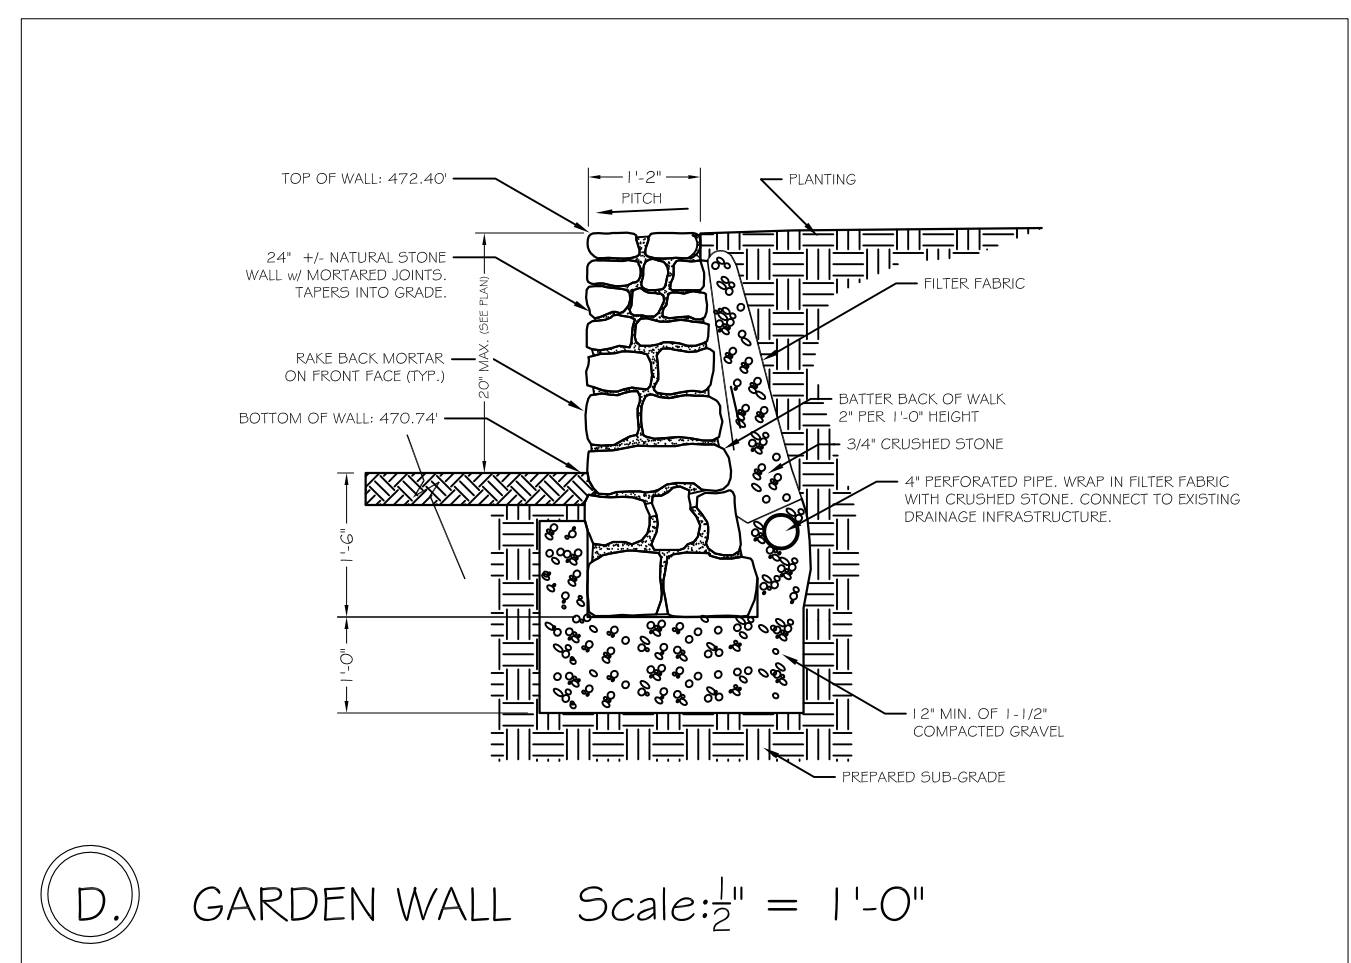 TOP OF WALL: 472.40'
1'-2"
PITCH
PLANTING
24" +/- NATURAL STONE
WALL w/ MORTARED JOINTS.
TAPERS INTO GRADE.
FILTER FABRIC
20" MAX. (SEE PLAN)
RAKE BACK MORTAR
ON FRONT FACE (TYP.)
BOTTOM OF WALL: 470.74'
BATTER BACK OF WALK
2" PER 1'-0" HEIGHT
3/4" CRUSHED STONE
4" PERFORATED PIPE. WRAP IN FILTER FABRIC
WITH CRUSHED STONE. CONNECT TO EXISTING
DRAINAGE INFRASTRUCTURE.
1'-6"
1'-0"
12" MIN. OF 1-1/2"
COMPACTED GRAVEL
PREPARED SUB-GRADE
D. GARDEN WALL Scale:1/2" = 1'-0"